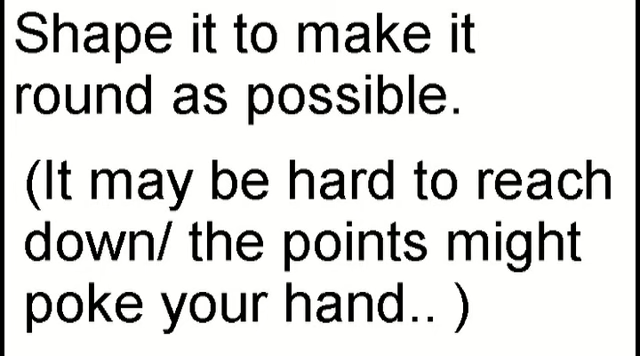 Shape it to make it
round as possible.
(It may be hard to reach
down/ the points might
poke your hand.. )